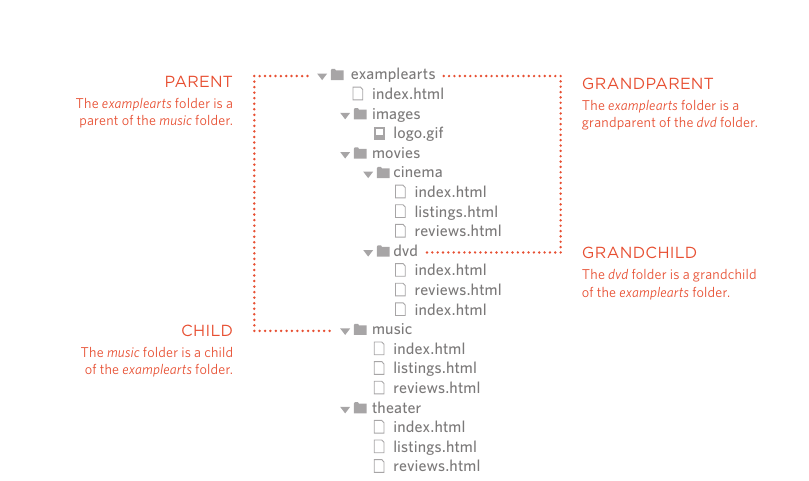 PARENT
The examplearts folder is a
parent of the music folder.
examplearts
index.html
images
logo.gif
movies
cinema
index.html
listings.html
reviews.html
dvd
index.html
reviews.html
index.html
music
index.html
listings.html
reviews.html
theater
index.html
listings.html
reviews.html
GRANDPARENT
The examplearts folder is a
grandparent of the dvd folder.
GRANDCHILD
The dvd folder is a grandchild
of the examplearts folder.
CHILD
The music folder is a child
of the examplearts folder.